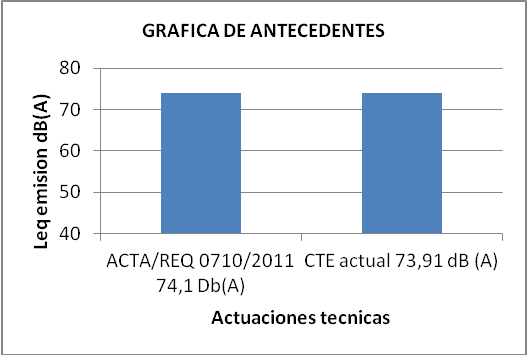 GRAFICA DE ANTECEDENTES
Leq emision dB(A)
80
70
60
50
40
ACTA/REQ 0710/2011
74,1 Db(A)
CTE actual 73,91 dB (A)
Actuaciones tecnicas